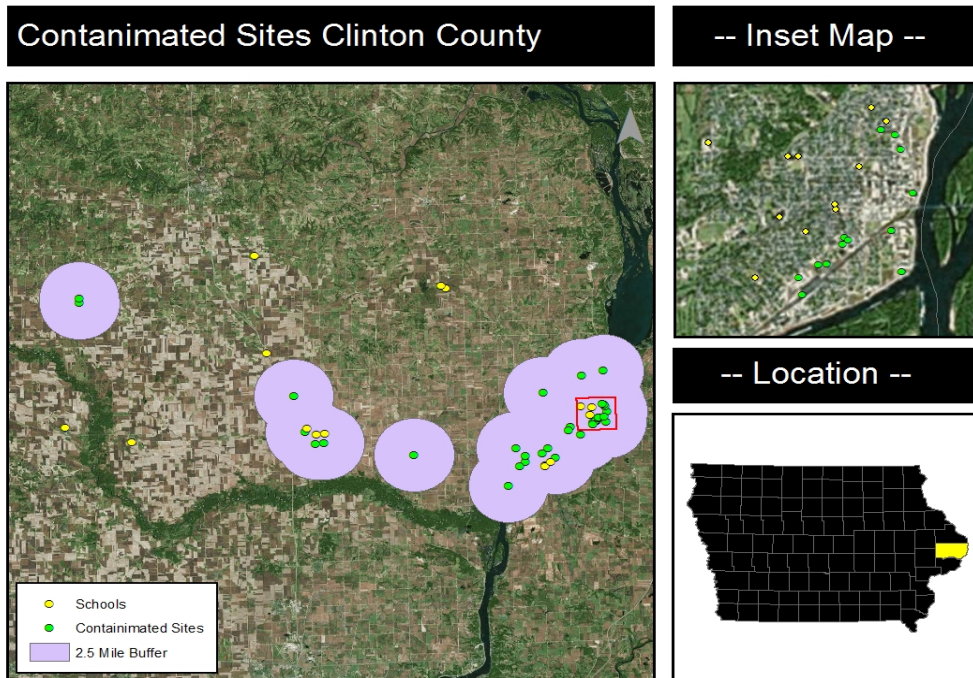 Contanimated Sites Clinton County
-- Inset Map --
-- Location --
Schools
Containimated Sites
2.5 Mile Buffer